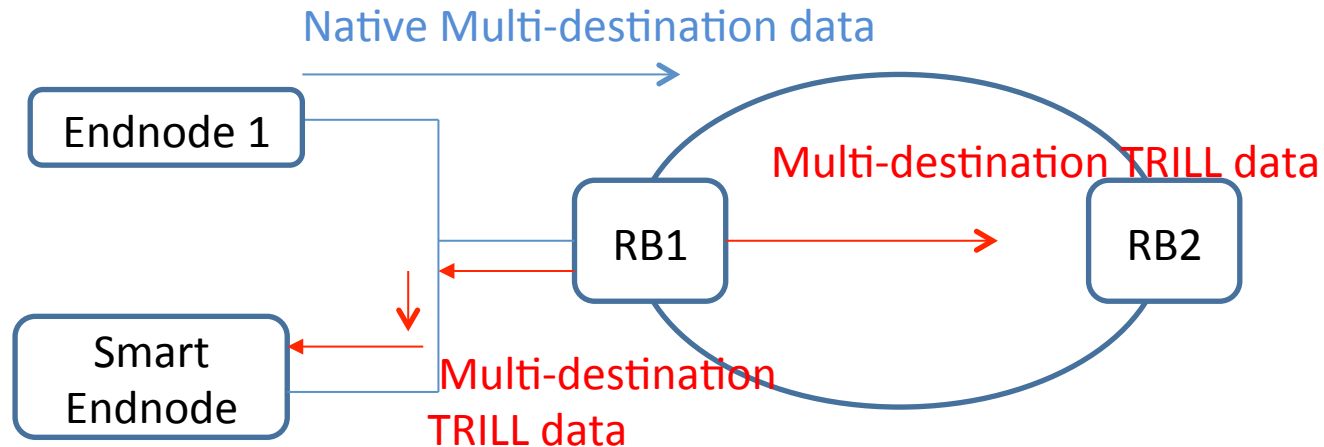 Native Multi-destination data
Endnode 1
Multi-destination TRILL data
RB1
RB2
Smart
Endnode
Multi-destination
TRILL data